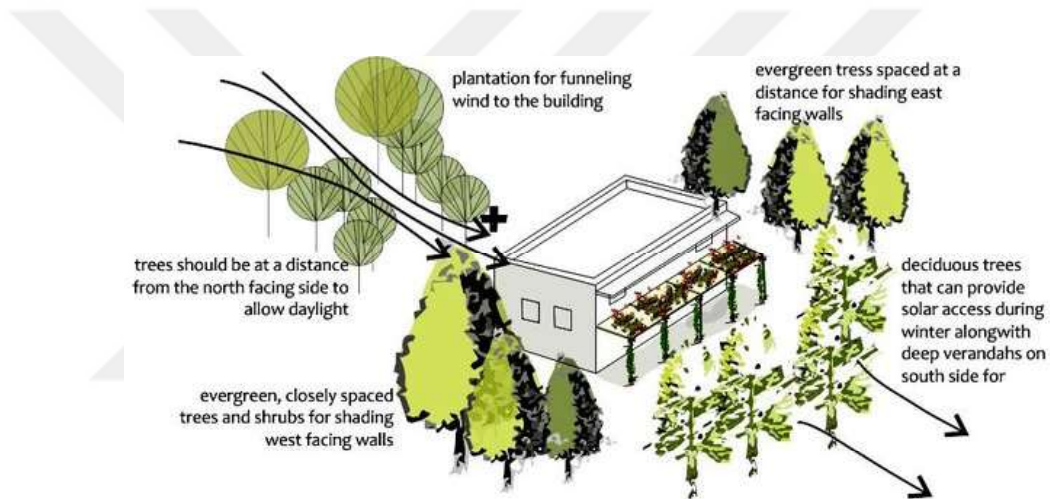 plantation for funneling
wind to the building
evergreen tress spaced at a
distance for shading east
facing walls
trees should be at a distance
from the north facing side to
allow daylight
deciduous trees
that can provide
solar access during
winter alongwith
deep verandahs on
south side for
evergreen, closely spaced
trees and shrubs for shading
west facing walls